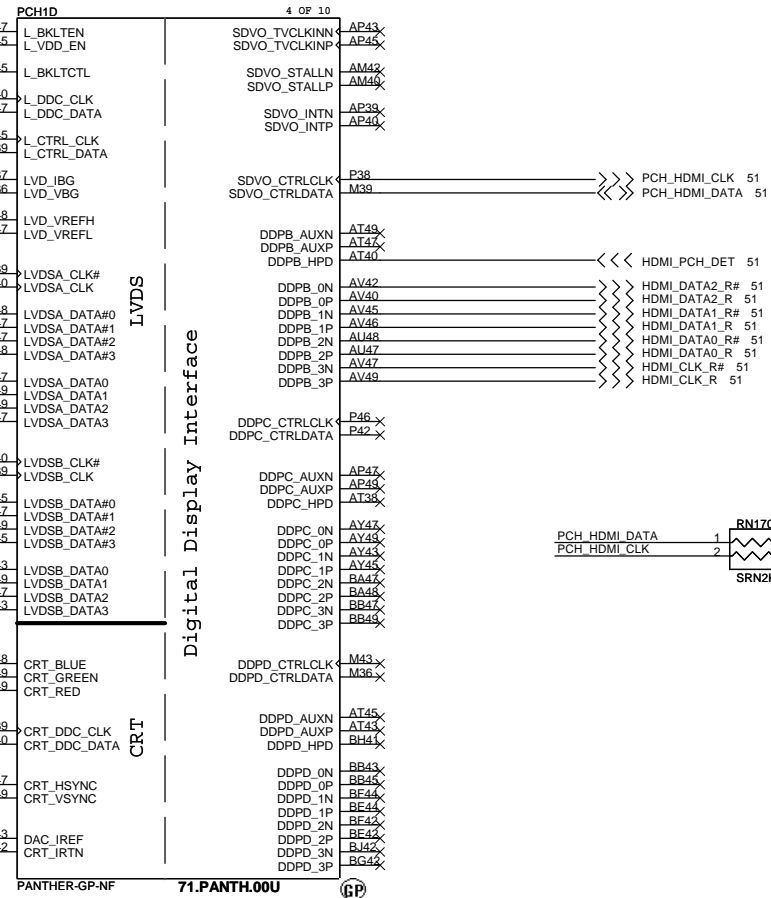 PCH1D 4 OF 10
L_BKLTEN
L_VDD_EN
L_BKLTCTL
L_DDC_CLK
L_DDC_DATA
L_CTRL_CLK
L_CTRL_DATA
LVD_IBG
LVD_VBG
LVD_VREFH
LVD_VREFL
LVDSA_CLK#
LVDSA_CLK
LVDSA_DATA#0
LVDSA_DATA#1
LVDSA_DATA#2
LVDSA_DATA#3
LVDSA_DATA0
LVDSA_DATA1
LVDSA_DATA2
LVDSA_DATA3
LVDSB_CLK#
LVDSB_CLK
LVDSB_DATA#0
LVDSB_DATA#1
LVDSB_DATA#2
LVDSB_DATA#3
LVDSB_DATA0
LVDSB_DATA1
LVDSB_DATA2
LVDSB_DATA3
CRT_BLUE
CRT_GREEN
CRT_RED
CRT_DDC_CLK
CRT_DDC_DATA
CRT_HSYNC
CRT_VSYNC
DAC_IREF
CRT_IRTN
LVDS
CRT
Digital Display Interface
SDVO_TVCLKINN AP43
SDVO_TVCLKINP AP45
SDVO_STALLN AM42
SDVO_STALLP AM40
SDVO_INTN AP39
SDVO_INTP AP40
SDVO_CTRLCLK P38 PCH_HDMI_CLK 51
SDVO_CTRLDATA M39 PCH_HDMI_DATA 51
DDPB_AUXN AT49
DDPB_AUXP AT47
DDPB_HPD AT40 HDMI_PCH_DET 51
DDPB_0N AV42 HDMI_DATA2_R# 51
DDPB_0P AV40 HDMI_DATA2_R 51
DDPB_1N AV45 HDMI_DATA1_R# 51
DDPB_1P AV46 HDMI_DATA1_R 51
DDPB_2N AU48 HDMI_DATA0_R# 51
DDPB_2P AU47 HDMI_DATA0_R 51
DDPB_3N AV47 HDMI_CLK_R# 51
DDPB_3P AV49 HDMI_CLK_R 51
DDPC_CTRLCLK P46
DDPC_CTRLDATA P42
DDPC_AUXN AP47
DDPC_AUXP AP49
DDPC_HPD AT38
DDPC_0N AY47
DDPC_0P AY49
DDPC_1N AY43
DDPC_1P AY45
DDPC_2N BA47
DDPC_2P BA48
DDPC_3N BB47
DDPC_3P BB49
DDPD_CTRLCLK M43
DDPD_CTRLDATA M36
DDPD_AUXN AT45
DDPD_AUXP AT43
DDPD_HPD BH41
DDPD_0N BB43
DDPD_0P BB45
DDPD_1N BF44
DDPD_1P BE44
DDPD_2N BF42
DDPD_2P BE42
DDPD_3N BJ42
DDPD_3P BG42
PCH_HDMI_DATA 1
PCH_HDMI_CLK 2
PANTHER-GP-NF 71.PANTH.00U GP